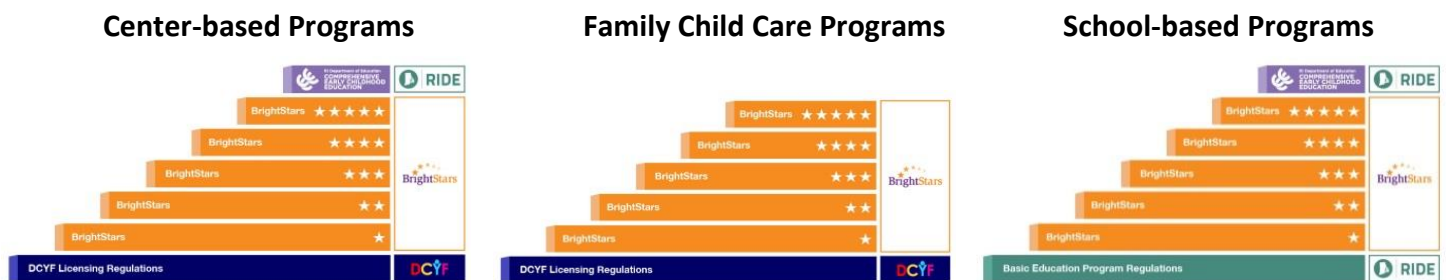 Center-based Programs
Family Child Care Programs
School-based Programs
RI Department of Education
COMPREHENSIVE
EARLY CHILDHOOD
EDUCATION
RIDE
BrightStars ★★★★★
BrightStars ★★★★
BrightStars ★★★
BrightStars ★★
BrightStars ★
BrightStars
DCYF Licensing Regulations
DCYF
BrightStars ★★★★★
BrightStars ★★★★
BrightStars ★★★
BrightStars ★★
BrightStars ★
BrightStars
DCYF Licensing Regulations
DCYF
RI Department of Education
COMPREHENSIVE
EARLY CHILDHOOD
EDUCATION
RIDE
BrightStars ★★★★★
BrightStars ★★★★
BrightStars ★★★
BrightStars ★★
BrightStars ★
BrightStars
Basic Education Program Regulations
RIDE